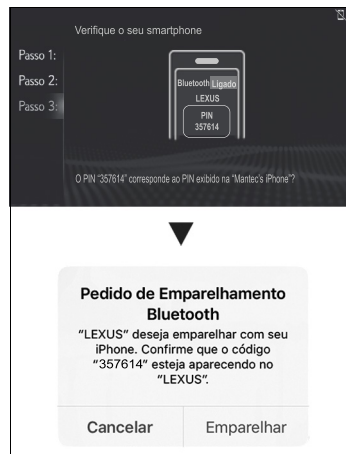 Verifique o seu smartphone
Passo 1:
Passo 2:
Passo 3:
Bluetooth Ligado
LEXUS
PIN
357614
O PIN "357614" corresponde ao PIN exibido na "Mantec's iPhone"?
Pedido de Emparelhamento
Bluetooth
"LEXUS" deseja emparelhar com seu
iPhone. Confirme que o código
"357614" esteja aparecendo no
"LEXUS".
Cancelar Emparelhar